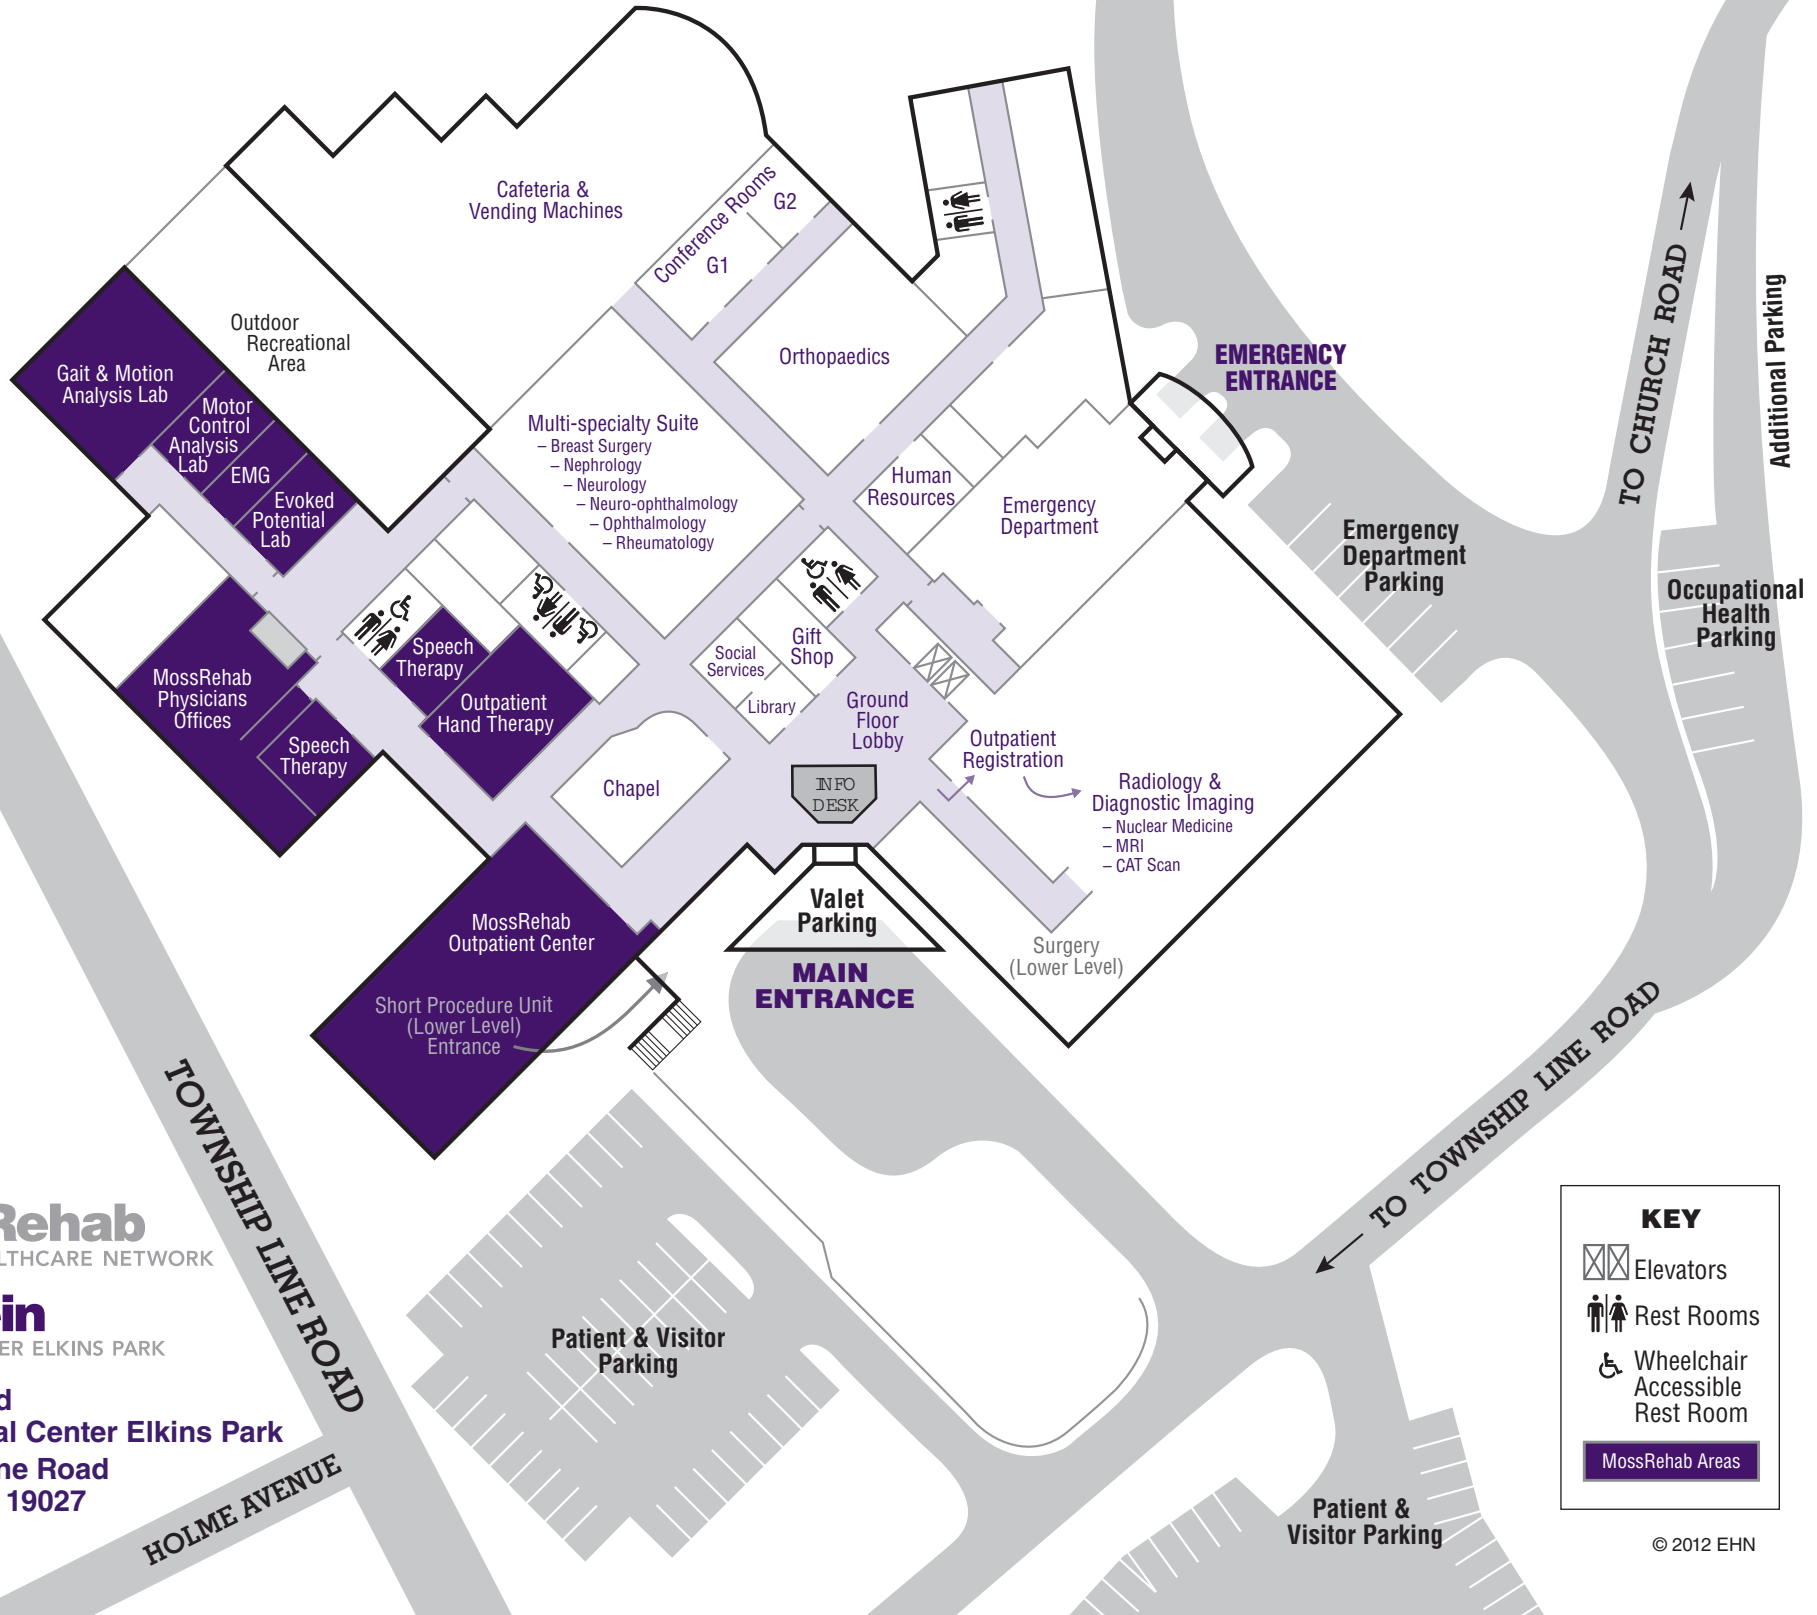 Cafeteria &
Vending Machines
Conference Rooms
G2
G1
Outdoor
Recreational
Area
Orthopaedics
Gait & Motion
Analysis Lab
Motor
Control
Analysis
Lab
EMG
Evoked
Potential
Lab
Multi-specialty Suite
– Breast Surgery
– Nephrology
– Neurology
– Neuro-ophthalmology
– Ophthalmology
– Rheumatology
Human
Resources
Emergency
Department
EMERGENCY
ENTRANCE
Emergency
Department
Parking
TO CHURCH ROAD
Additional Parking
Occupational
Health
Parking
MossRehab
Physicians
Offices
Speech
Therapy
Speech
Therapy
Outpatient
Hand Therapy
Social
Services
Gift
Shop
Library
Ground
Floor
Lobby
Chapel
INFO
DESK
Outpatient
Registration
Radiology &
Diagnostic Imaging
– Nuclear Medicine
– MRI
– CAT Scan
Surgery
(Lower Level)
Valet
Parking
MAIN
ENTRANCE
MossRehab
Outpatient Center
Short Procedure Unit
(Lower Level)
Entrance
TO TOWNSHIP LINE ROAD
TOWNSHIP LINE ROAD
HOLME AVENUE
Patient & Visitor
Parking
Patient &
Visitor Parking
Rehab
LTHCARE NETWORK
in
ER ELKINS PARK
d
al Center Elkins Park
ne Road
19027
KEY
Elevators
Rest Rooms
Wheelchair
Accessible
Rest Room
MossRehab Areas
© 2012 EHN